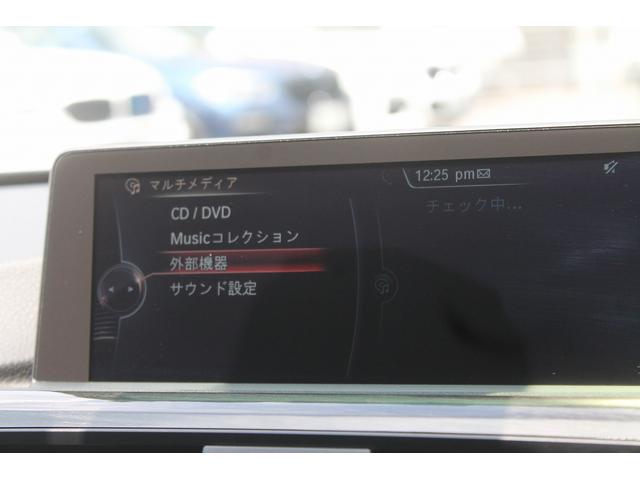 マルチメディア
12:25 pm
CD / DVD
チェック中...
Musicコレクション
外部機器
サウンド設定